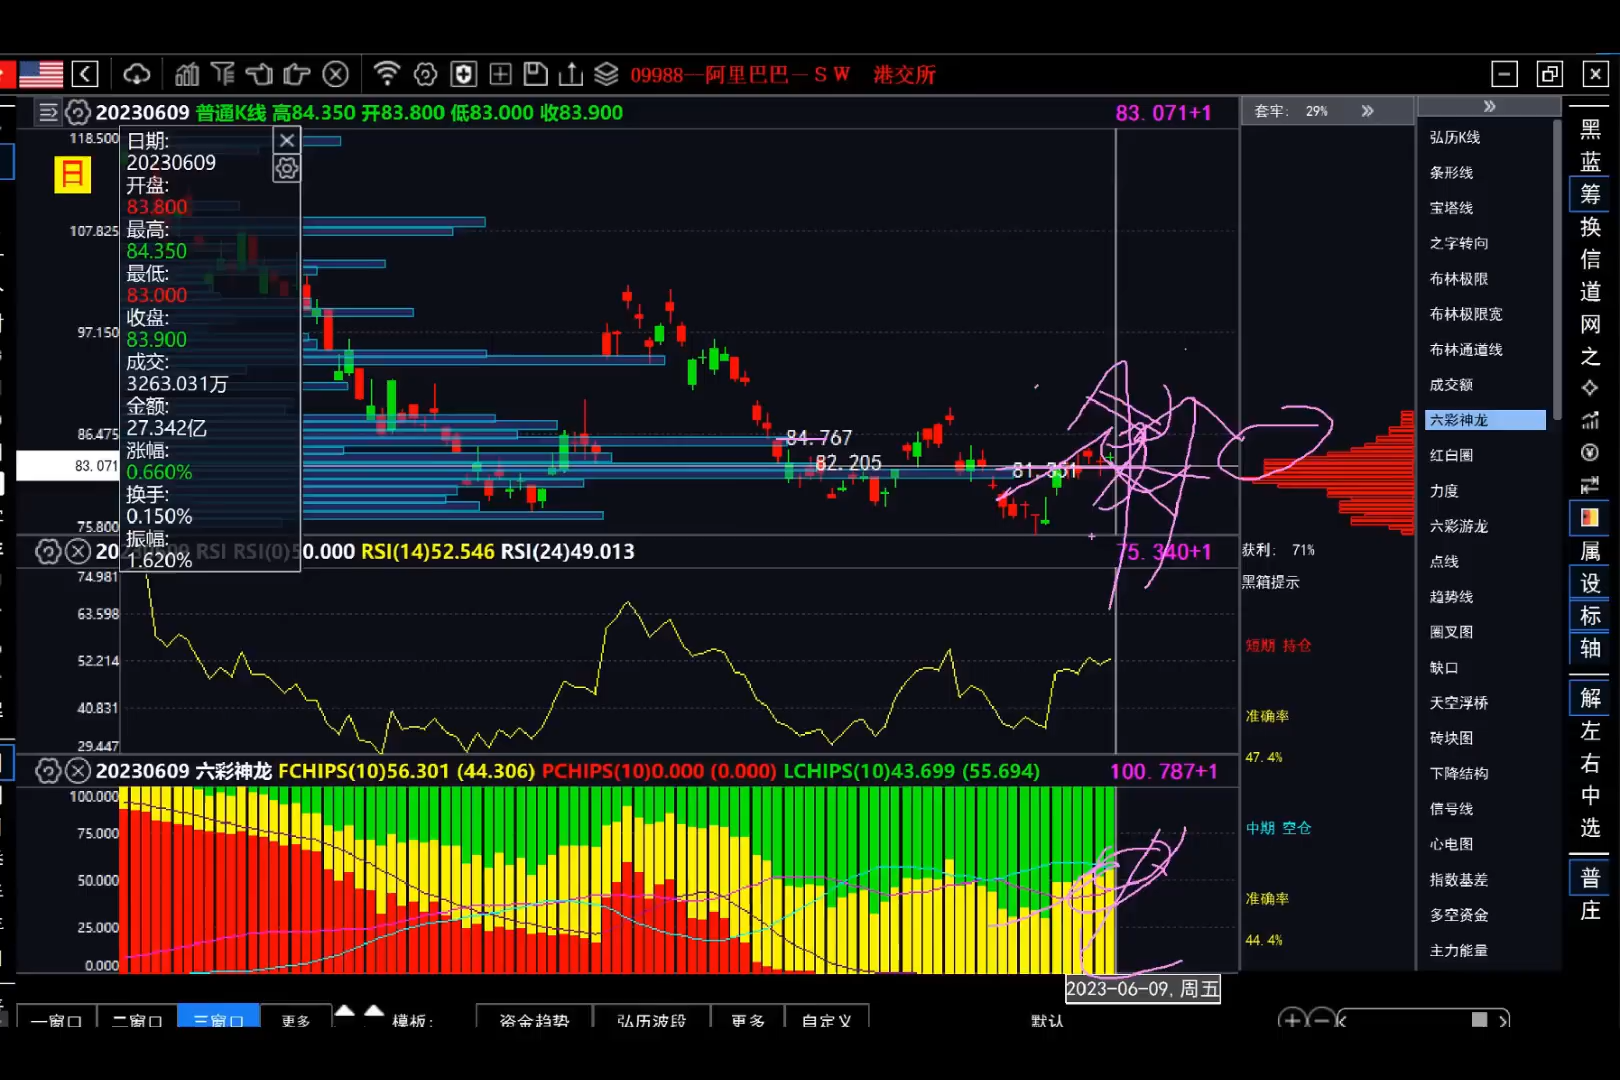 09988—阿里巴巴－ＳＷ 港交所
20230609 普通K线 高84.350 开83.800 低83.000 收83.900
83.071+1
套牢: 29%
118.500
107.825
97.150
86.475
83.071
75.800
日
日期:
20230609
开盘:
83.800
最高:
84.350
最低:
83.000
收盘:
83.900
成交:
3263.031万
金额:
27.342亿
涨幅:
0.660%
换手:
0.150%
振幅:
1.620%
84.767
82.205
RSI RSI(0)50.000 RSI(14)52.546 RSI(24)49.013
75.340+1
74.981
63.598
52.214
40.831
29.447
获利: 71%
黑箱提示
短期 持仓
准确率
47.4%
中期 空仓
准确率
44.4%
20230609 六彩神龙 FCHIPS(10)56.301 (44.306) PCHIPS(10)0.000 (0.000) LCHIPS(10)43.699 (55.694)
100.787+1
100.000
75.000
50.000
25.000
0.000
2023-06-09,周五
弘历K线
条形线
宝塔线
之字转向
布林极限
布林极限宽
布林通道线
成交额
六彩神龙
红白圈
力度
六彩游龙
点线
趋势线
圈叉图
缺口
天空浮桥
砖块图
下降结构
信号线
心电图
指数基差
多空资金
主力能量
黑
蓝
筹
换
信
道
网
之
属
设
标
轴
解
左
右
中
选
普
庄
一窗口
二窗口
三窗口
更多
模板:
资金趋势
弘历波段
更多
自定义
默认